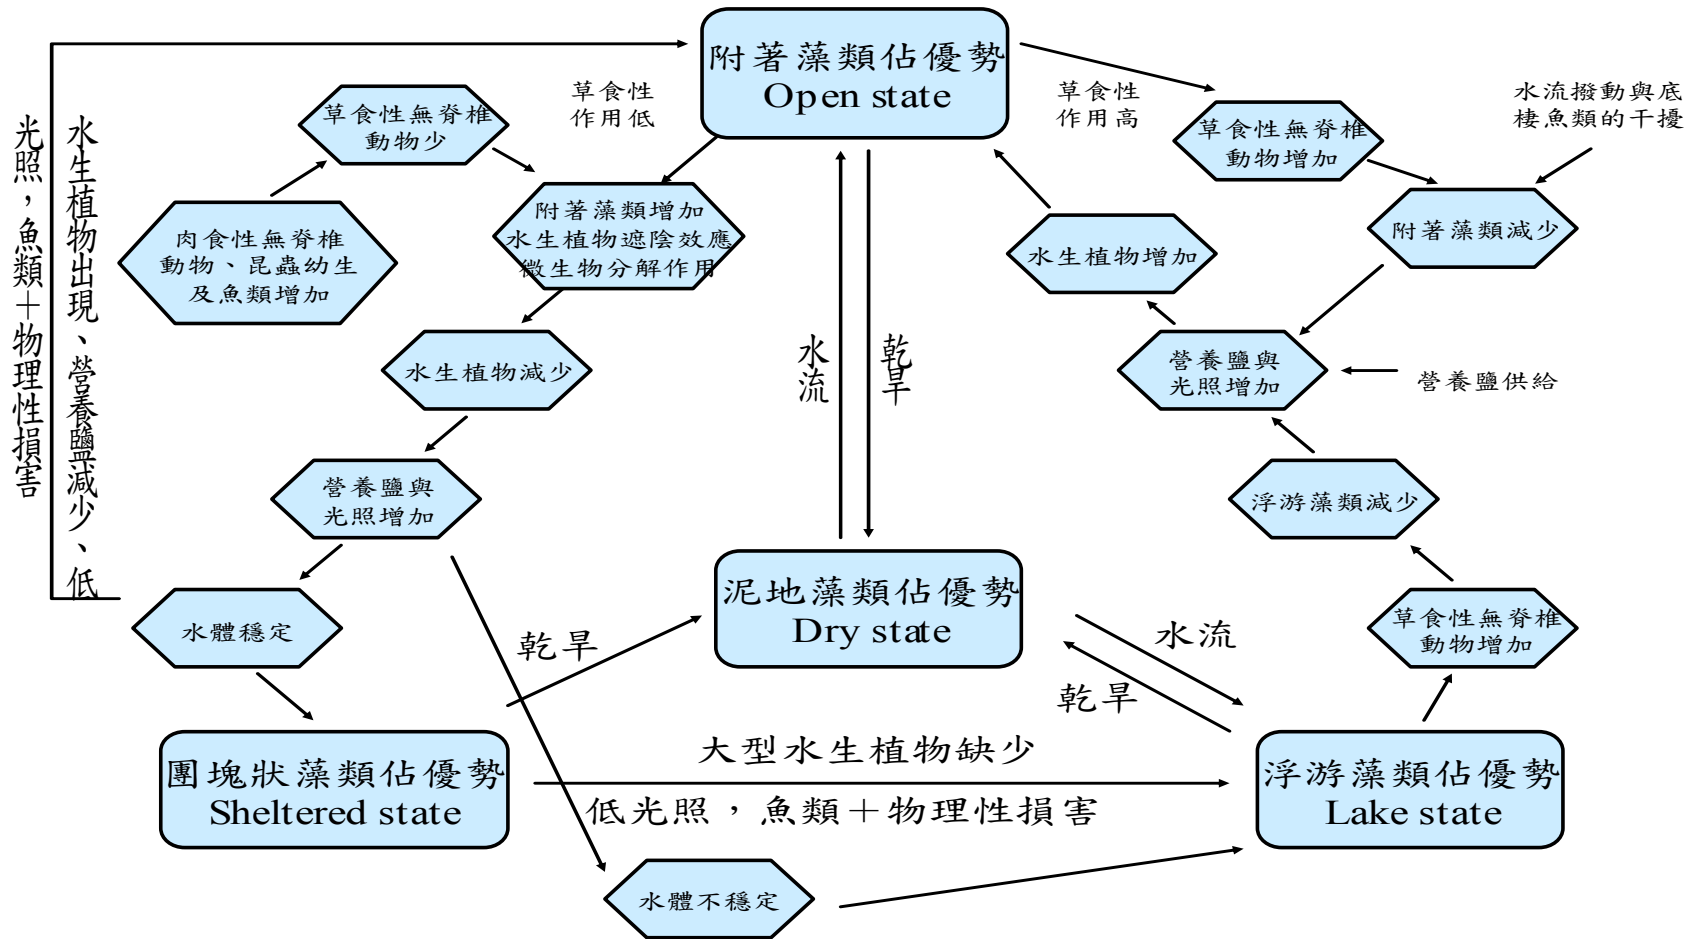 附著藻類佔優勢
Open state
草食性
作用低
草食性
作用高
水流撥動與底
棲魚類的干擾
草食性無脊椎
動物少
草食性無脊椎
動物增加
附著藻類增加
水生植物遮陰效應
微生物分解作用
肉食性無脊椎
動物、昆蟲幼生
及魚類增加
水生植物增加
附著藻類減少
水生植物減少
水流
乾旱
營養鹽與
光照增加
營養鹽供給
營養鹽與
光照增加
浮游藻類減少
水生植物出現、營養鹽減少、低
光照，魚類＋物理性損害
水體穩定
泥地藻類佔優勢
Dry state
草食性無脊椎
動物增加
乾旱
水流
乾旱
團塊狀藻類佔優勢
Sheltered state
大型水生植物缺少
低光照，魚類＋物理性損害
浮游藻類佔優勢
Lake state
水體不穩定